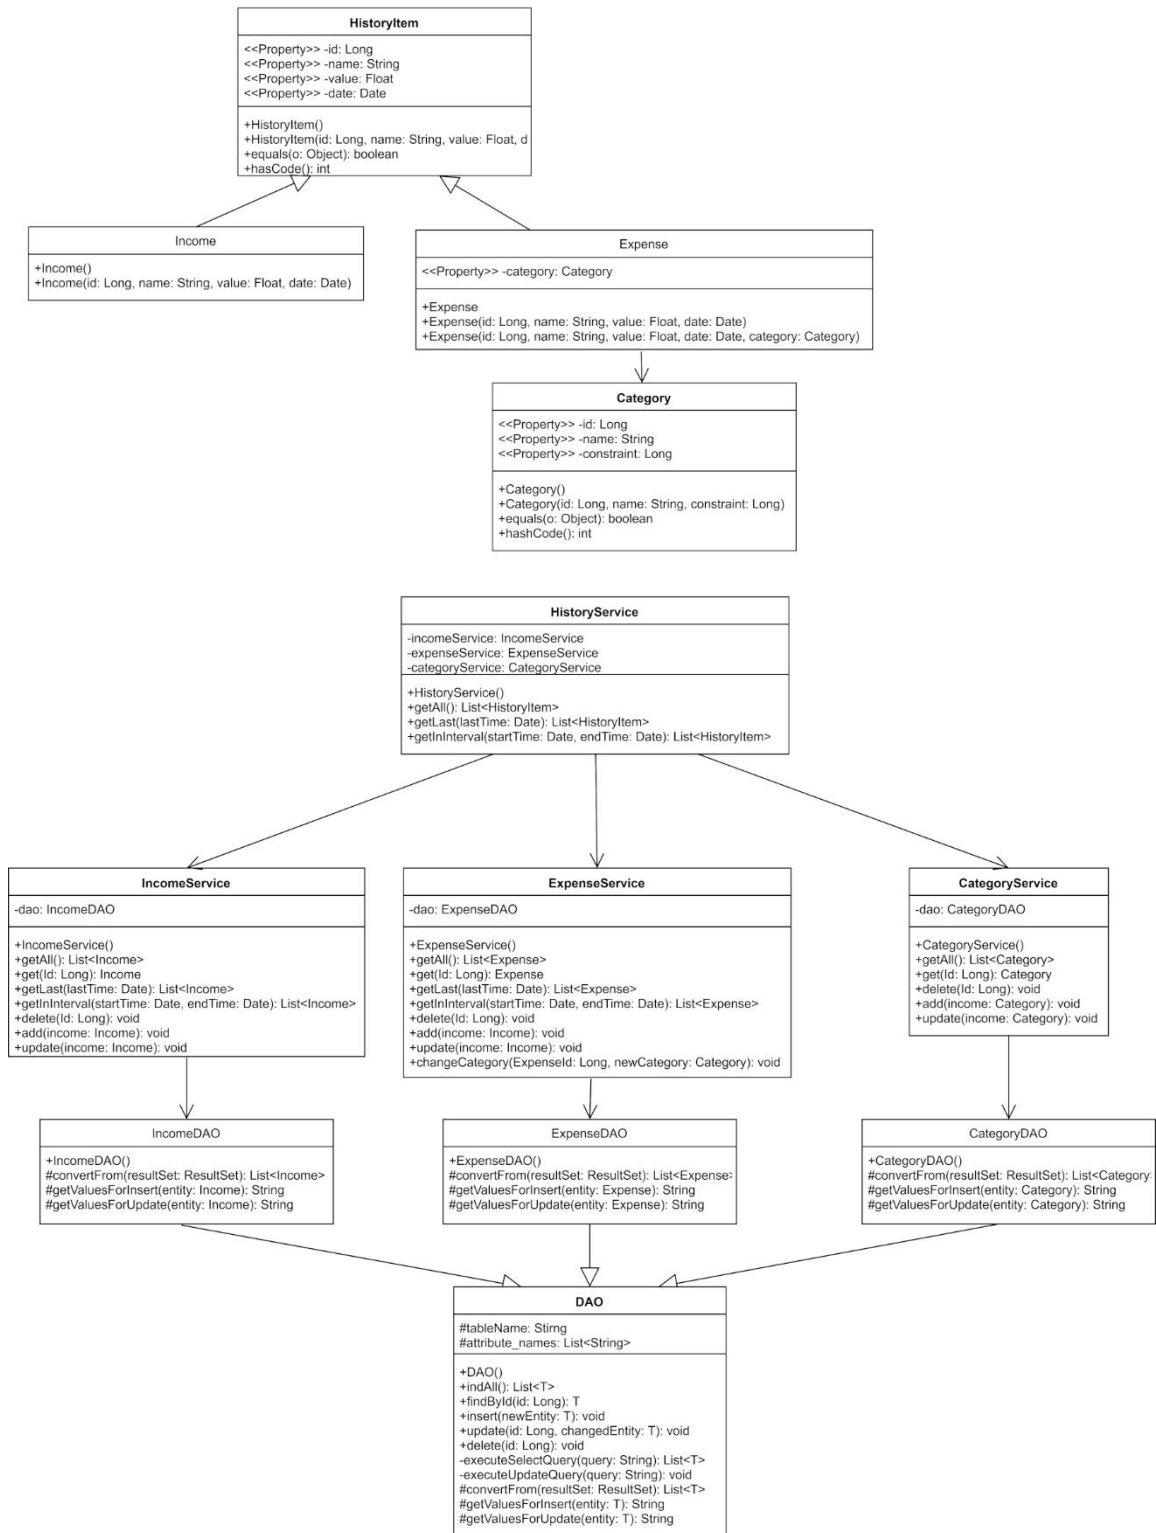 HistoryItem
<<Property>> -id: Long
<<Property>> -name: String
<<Property>> -value: Float
<<Property>> -date: Date
+HistoryItem()
+HistoryItem(id: Long, name: String, value: Float, d
+equals(o: Object): boolean
+hasCode(): int
Income
+Income()
+Income(id: Long, name: String, value: Float, date: Date)
Expense
<<Property>> -category: Category
+Expense
+Expense(id: Long, name: String, value: Float, date: Date)
+Expense(id: Long, name: String, value: Float, date: Date, category: Category)
Category
<<Property>> -id: Long
<<Property>> -name: String
<<Property>> -constraint: Long
+Category()
+Category(id: Long, name: String, constraint: Long)
+equals(o: Object): boolean
+hashCode(): int
HistoryService
-incomeService: IncomeService
-expenseService: ExpenseService
-categoryService: CategoryService
+HistoryService()
+getAll(): List<HistoryItem>
+getLast(lastTime: Date): List<HistoryItem>
+getInInterval(startTime: Date, endTime: Date): List<HistoryItem>
IncomeService
-dao: IncomeDAO
+IncomeService()
+getAll(): List<Income>
+get(Id: Long): Income
+getLast(lastTime: Date): List<Income>
+getInInterval(startTime: Date, endTime: Date): List<Income>
+delete(Id: Long): void
+add(income: Income): void
+update(income: Income): void
ExpenseService
-dao: ExpenseDAO
+ExpenseService()
+getAll(): List<Expense>
+get(Id: Long): Expense
+getLast(lastTime: Date): List<Expense>
+getInInterval(startTime: Date, endTime: Date): List<Expense>
+delete(Id: Long): void
+add(income: Income): void
+update(income: Income): void
+changeCategory(ExpenseId: Long, newCategory: Category): void
CategoryService
-dao: CategoryDAO
+CategoryService()
+getAll(): List<Category>
+get(Id: Long): Category
+delete(Id: Long): void
+add(income: Category): void
+update(income: Category): void
IncomeDAO
+IncomeDAO()
#convertFrom(resultSet: ResultSet): List<Income>
#getValuesForInsert(entity: Income): String
#getValuesForUpdate(entity: Income): String
ExpenseDAO
+ExpenseDAO()
#convertFrom(resultSet: ResultSet): List<Expense>
#getValuesForInsert(entity: Expense): String
#getValuesForUpdate(entity: Expense): String
CategoryDAO
+CategoryDAO()
#convertFrom(resultSet: ResultSet): List<Category
#getValuesForInsert(entity: Category): String
#getValuesForUpdate(entity: Category): String
DAO
#tableName: Stirng
#attribute_names: List<String>
+DAO()
+indAll(): List<T>
+findById(id: Long): T
+insert(newEntity: T): void
+update(id: Long, changedEntity: T): void
+delete(id: Long): void
-executeSelectQuery(query: String): List<T>
-executeUpdateQuery(query: String): void
#convertFrom(resultSet: ResultSet): List<T>
#getValuesForInsert(entity: T): String
#getValuesForUpdate(entity: T): String